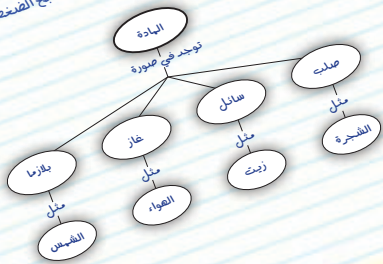 المادة
توجد في صورة
صلب
سائل
غاز
بلازما
مثل
مثل
مثل
مثل
الشجرة
زيت
الهواء
الشمس